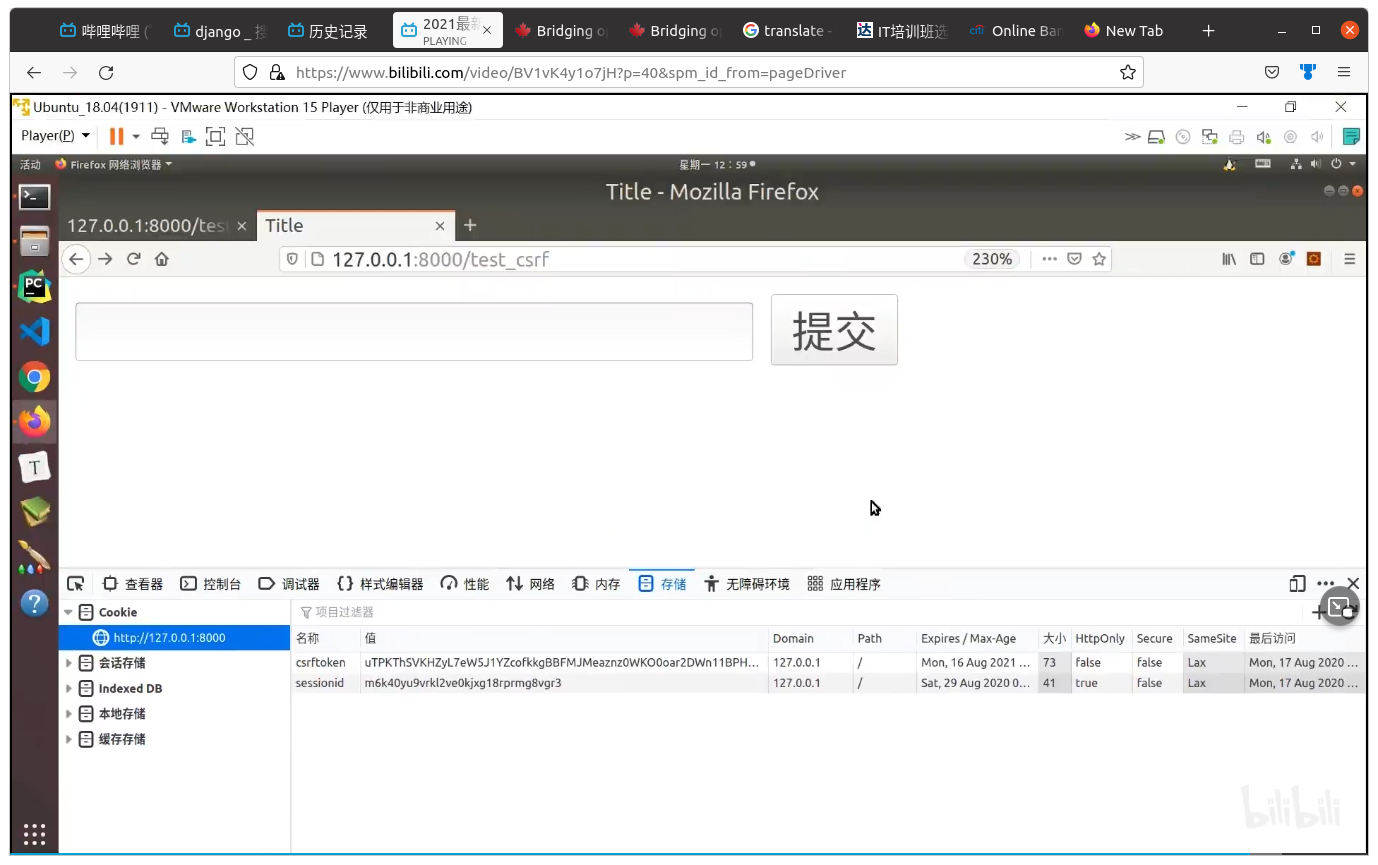 哔哩哔哩 (
django _ 搜
历史记录
2021最新
PLAYING
Bridging o
Bridging o
translate -
IT培训班选
citi Online Ban
New Tab
https://www.bilibili.com/video/BV1vK4y1o7jH?p=40&spm_id_from=pageDriver
Ubuntu_18.04(1911) - VMware Workstation 15 Player (仅用于非商业用途)
Player(P)
活动
Firefox 网络浏览器
星期一 12：59
Title - Mozilla Firefox
127.0.0.1:8000/tes
Title
127.0.0.1:8000/test_csrf
230%
提交
查看器
控制台
调试器
样式编辑器
性能
网络
内存
存储
无障碍环境
应用程序
Cookie
项目过滤器
http://127.0.0.1:8000
名称 值 Domain Path Expires / Max-Age 大小 HttpOnly Secure SameSite 最后访问
csrftoken uTPKThSVKHZyL7eW5J1YZcofkkgBBFMJMeaznz0WKO0oar2DWn11BPH... 127.0.0.1 / Mon, 16 Aug 2021 ... 73 false false Lax Mon, 17 Aug 2020 ...
sessionid m6k40yu9vrkl2ve0kjxg18rprmg8vgr3 127.0.0.1 / Sat, 29 Aug 2020 0... 41 true false Lax Mon, 17 Aug 2020 ...
会话存储
Indexed DB
本地存储
缓存存储
bilibili